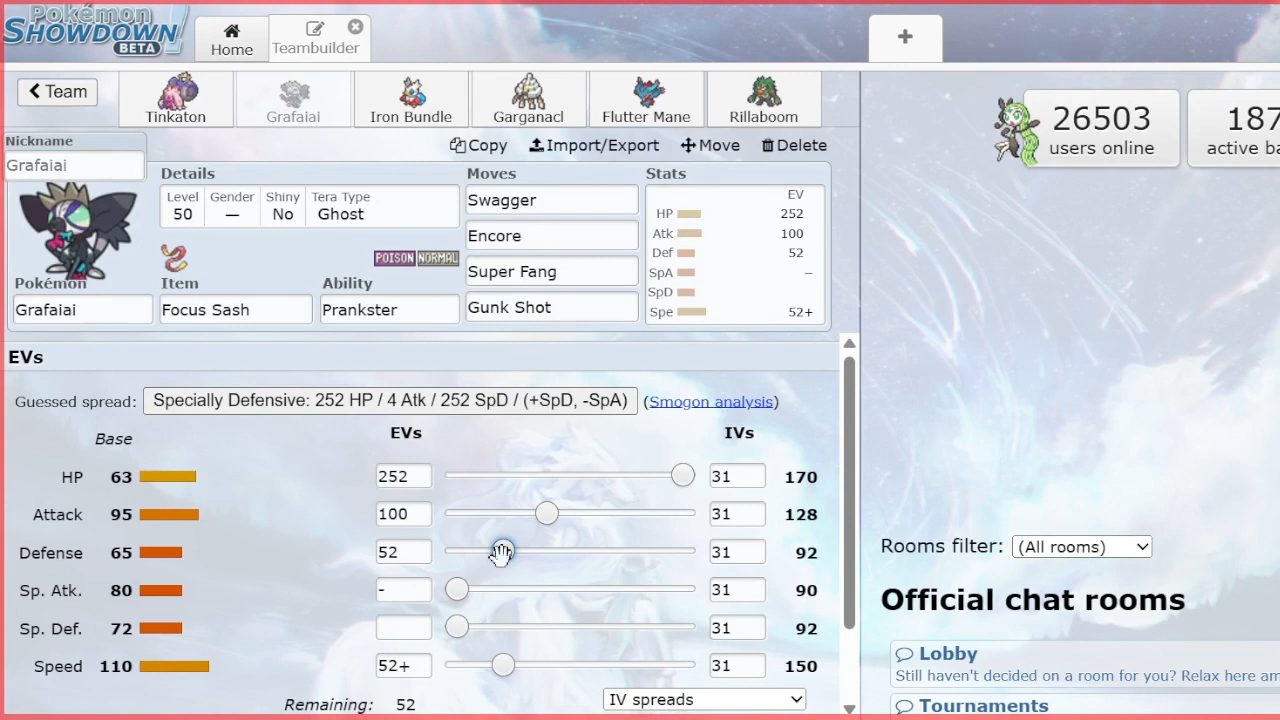 Pokémon
SHOWDOWN!
BETA
Home
Teambuilder
+
Team
Tinkaton
Grafaiai
Iron Bundle
Garganacl
Flutter Mane
Rillaboom
26503
users online
187
active ba
Nickname
Grafaiai
Copy
Import/Export
Move
Delete
Details
Level
50
Gender
—
Shiny
No
Tera Type
Ghost
POISON NORMAL
Pokémon
Grafaiai
Item
Focus Sash
Ability
Prankster
Moves
Swagger
Encore
Super Fang
Gunk Shot
Stats
EV
HP 252
Atk 100
Def 52
SpA –
SpD
Spe 52+
EVs
Guessed spread: Specially Defensive: 252 HP / 4 Atk / 252 SpD / (+SpD, -SpA) (Smogon analysis)
Base EVs IVs
HP 63 252 31 170
Attack 95 100 31 128
Defense 65 52 31 92
Sp. Atk. 80 - 31 90
Sp. Def. 72 31 92
Speed 110 52+ 31 150
Remaining: 52 IV spreads
Rooms filter: (All rooms)
Official chat rooms
Lobby
Still haven't decided on a room for you? Relax here am
Tournaments